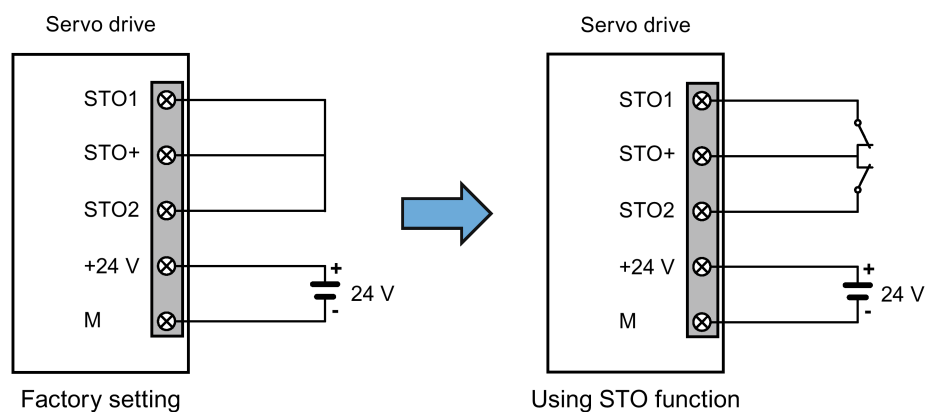 Servo drive
STO1
STO+
STO2
+24 V
M
+
24 V
-
Factory setting
Servo drive
STO1
STO+
STO2
+24 V
M
+
24 V
-
Using STO function